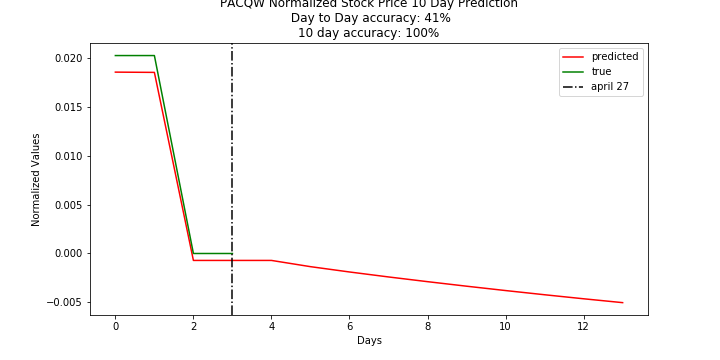 PACQW Normalized Stock Price 10 Day Prediction
Day to Day accuracy: 41%
10 day accuracy: 100%
predicted
true
april 27
Normalized Values
0.020
0.015
0.010
0.005
0.000
−0.005
0 2 4 6 8 10 12
Days